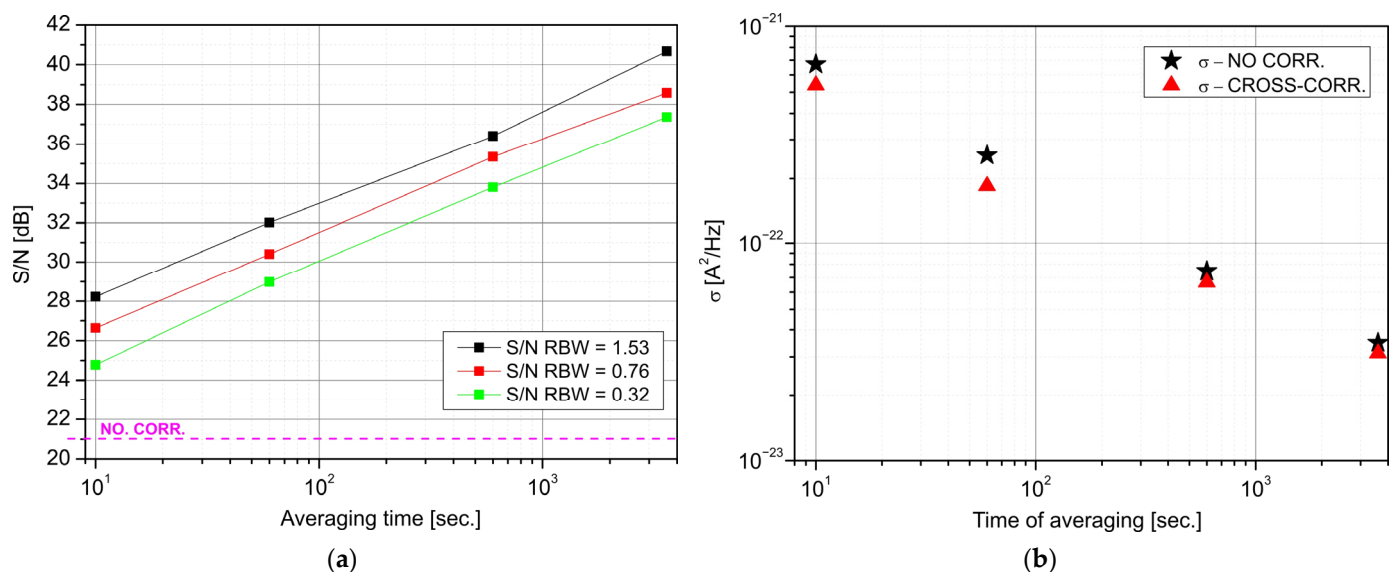 42
40
38
36
34
32
30
28
26
24
22
20
S/N [dB]
S/N RBW = 1.53
S/N RBW = 0.76
S/N RBW = 0.32
NO. CORR.
10¹ 10² 10³
Averaging time [sec.]
(a)
10⁻²¹
10⁻²²
10⁻²³
σ [A²/Hz]
σ – NO CORR.
σ – CROSS-CORR.
10¹ 10² 10³
Time of averaging [sec.]
(b)